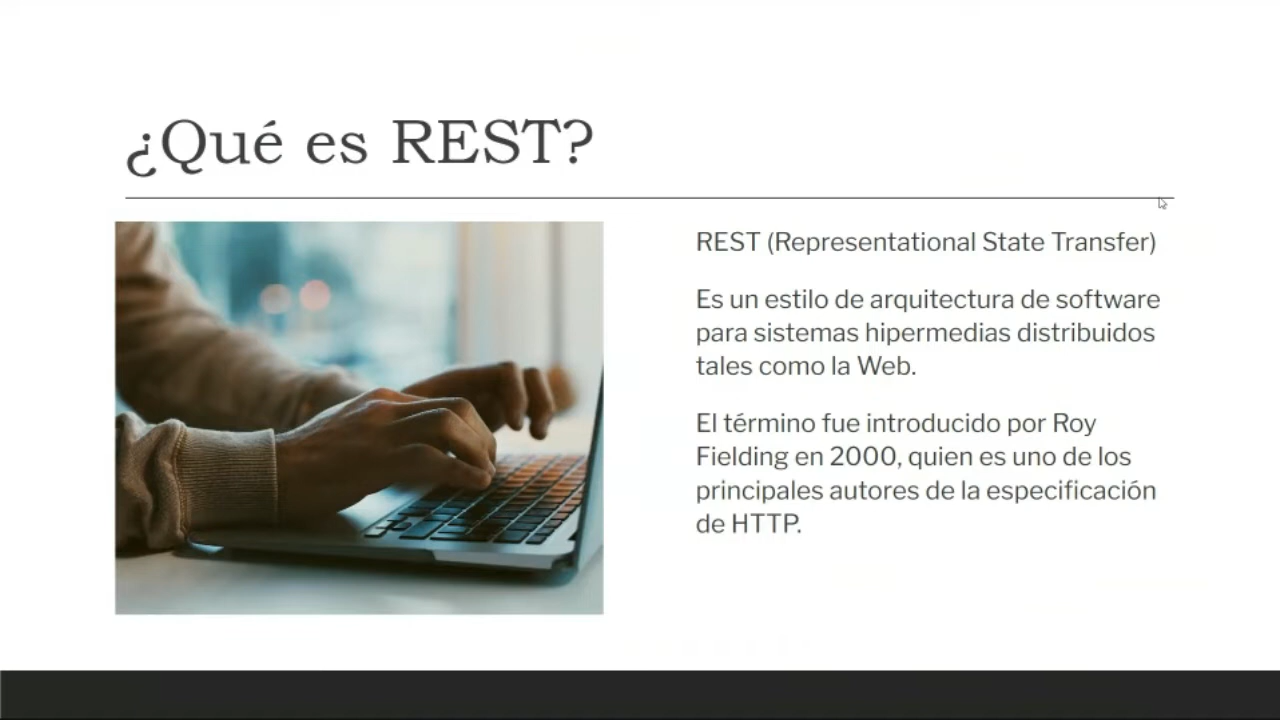 ¿Qué es REST?
REST (Representational State Transfer)
Es un estilo de arquitectura de software
para sistemas hipermedias distribuidos
tales como la Web.
El término fue introducido por Roy
Fielding en 2000, quien es uno de los
principales autores de la especificación
de HTTP.